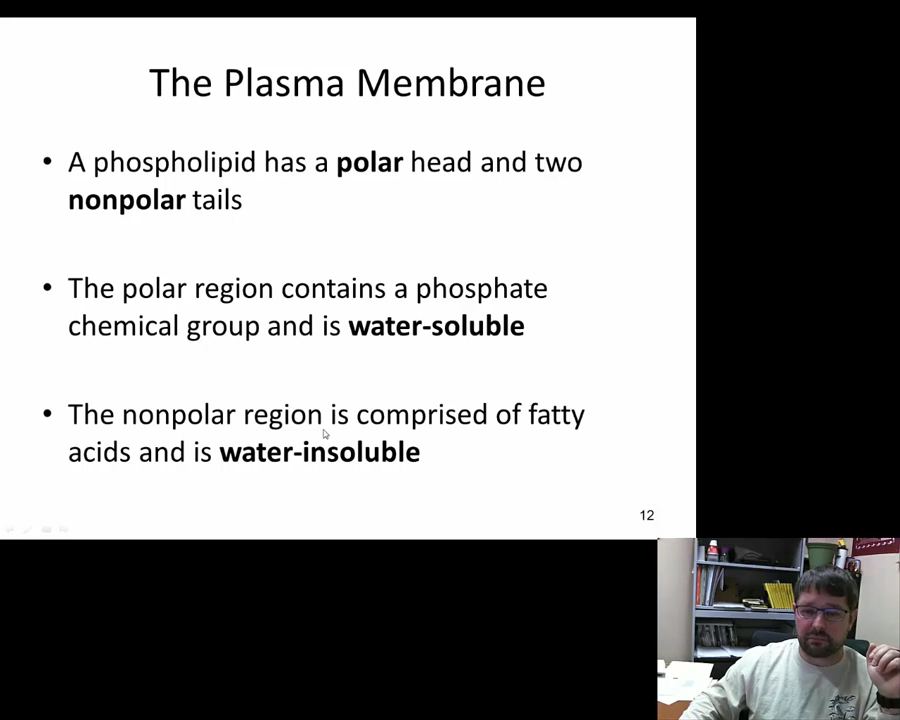 The Plasma Membrane
• A phospholipid has a polar head and two
nonpolar tails
• The polar region contains a phosphate
chemical group and is water-soluble
• The nonpolar region is comprised of fatty
acids and is water-insoluble
12